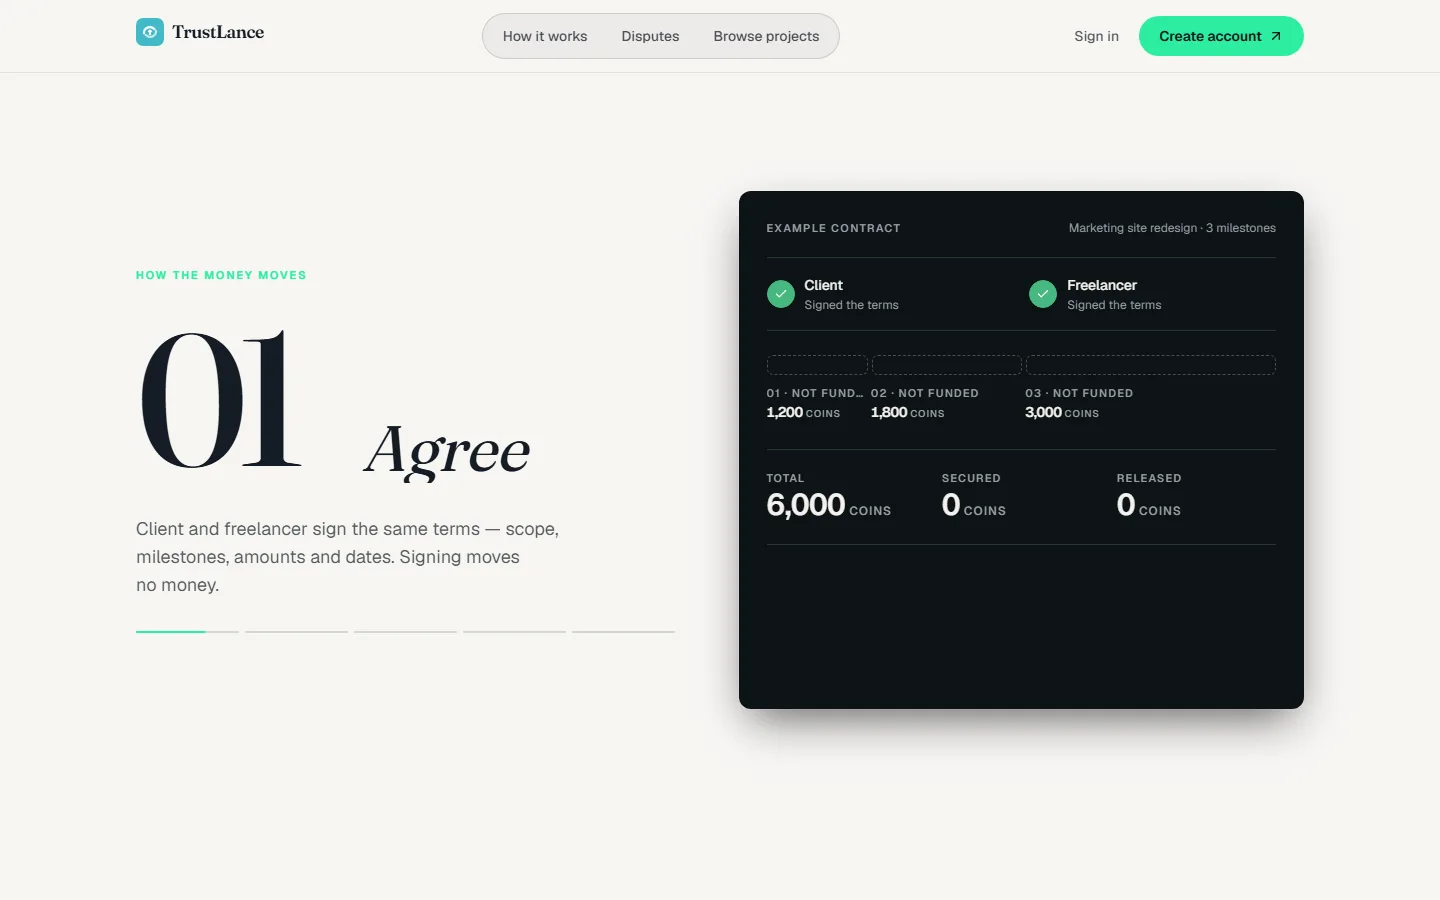 TrustLance
How it works
Disputes
Browse projects
Sign in
Create account
HOW THE MONEY MOVES
01
Agree
Client and freelancer sign the same terms — scope,
milestones, amounts and dates. Signing moves
no money.
EXAMPLE CONTRACT
Marketing site redesign · 3 milestones
Client
Signed the terms
Freelancer
Signed the terms
01 · NOT FUND…
1,200 COINS
02 · NOT FUNDED
1,800 COINS
03 · NOT FUNDED
3,000 COINS
TOTAL
6,000 COINS
SECURED
0 COINS
RELEASED
0 COINS